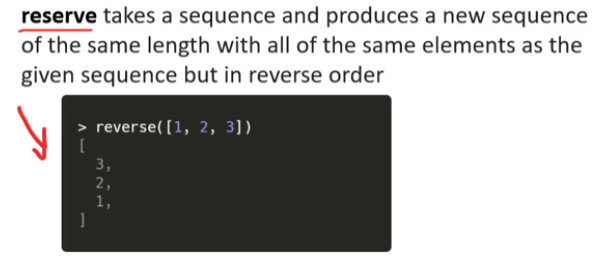 reserve takes a sequence and produces a new sequence
of the same length with all of the same elements as the
given sequence but in reverse order
> reverse([1, 2, 3])
[
3,
2,
1,
]